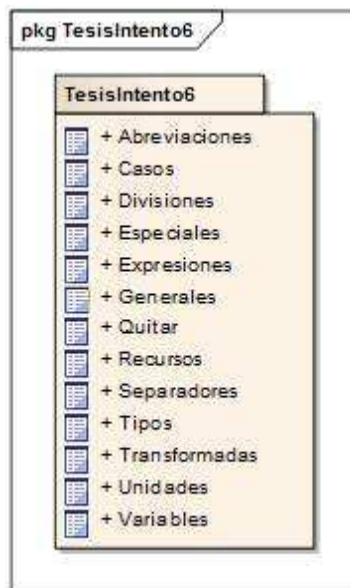 pkg TesisIntento6
TesisIntento6
+ Abreviaciones
+ Casos
+ Divisiones
+ Especiales
+ Expresiones
+ Generales
+ Quitar
+ Recursos
+ Separadores
+ Tipos
+ Transformadas
+ Unidades
+ Variables